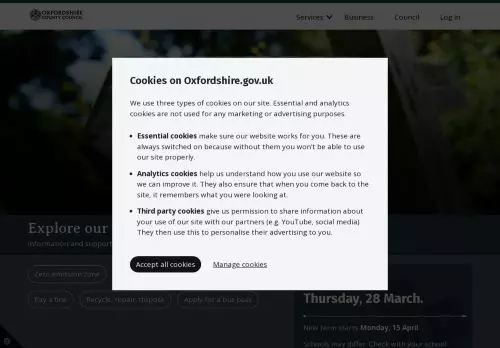 OXFORDSHIRE
COUNTY COUNCIL
Services
Business
Council
Log In
Cookies on Oxfordshire.gov.uk
We use three types of cookies on our site. Essential and analytics
cookies are not used for any marketing or advertising purposes.
• Essential cookies make our website works for you. These are
always switched on because without them you won't be able to use
our site properly.
• Analytics cookies help us understand how you use our website so
we can improve it. They also ensure that when you come back to the
site, it remembers what you were looking at.
• Third party cookies give us permission to share information about
your use of our site with our partners (e.g. YouTube, social media)
They then use this to personalise their advertising to you.
Accept all cookies
Manage cookies
Explore our
Information and support
Zero emissions zone
Pay a fine
Recycle, repair, dispose
Apply for a bus pass
Thursday, 28 March.
New term starts Monday, 15 April
Schools may differ. Check with your school